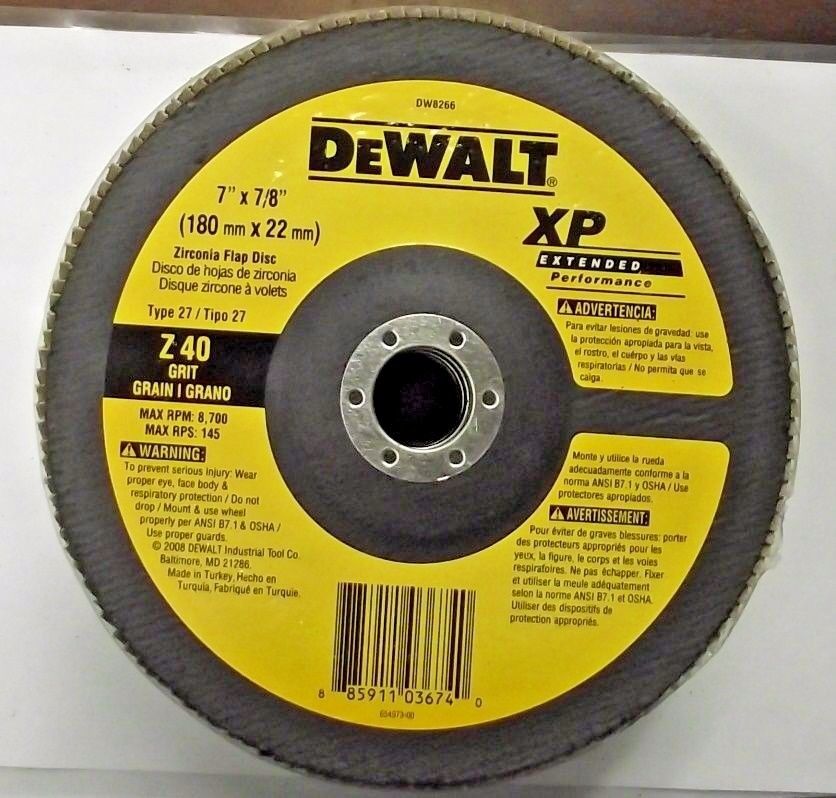 DW8266
DEWALT®
7" x 7/8"
(180 mm x 22 mm)
Zirconia Flap Disc
Disco de hojas de zirconia
Disque zircone à volets
Type 27 / Tipo 27
Z 40
GRIT
GRAIN I GRANO
MAX RPM: 8,700
MAX RPS: 145
WARNING:
To prevent serious Injury: Wear
proper eye, face body &
respiratory protection / Do not
drop / Mount & use wheel
properly per ANSI B7.1 & OSHA /
Use proper guards.
© 2008 DEWALT Industrial Tool Co.
Baltimore, MD 21286.
Made in Turkey, Hecho en
Turquía, Fabriqué en Turquie.
XP
EXTENDED
Performance
ADVERTENCIA:
Para evitar lesiones de gravedad: use
la protección apropiada para la vista,
el rostro, el cuérpo y las vías
respiratorias / No permita que se
caiga.
Monte y utilice la rueda
adecuadamente conforme a la
norma ANSI B7.1 y OSHA / Use
protectores apropiados.
AVERTISSEMENT:
Pour éviter de graves blessures: porter
des protecteurs appropriés pour les
yeux, la figure, le corps et les voies
respiratoires. Ne pas échapper. Fixer
et utiliser la meule adéquatement
selon la norme ANSI B7.1 et OSHA.
Utiliser des dispositifs de
protection appropriés.
8 85911 03674 0
654973-00